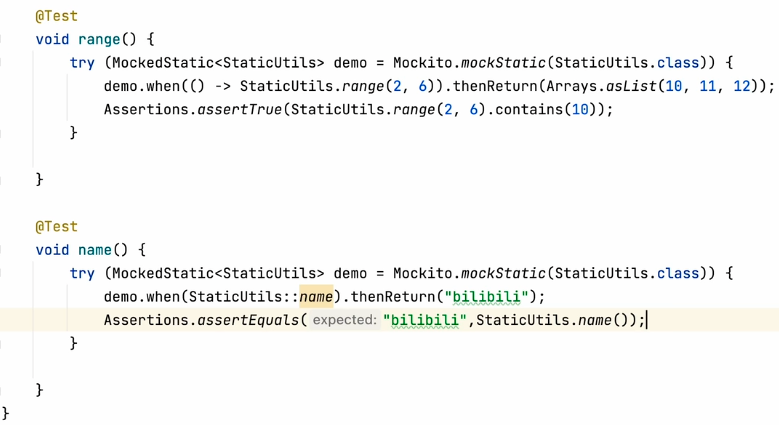 @Test
void range() {
try (MockedStatic<StaticUtils> demo = Mockito.mockStatic(StaticUtils.class)) {
demo.when(() -> StaticUtils.range(2, 6)).thenReturn(Arrays.asList(10, 11, 12));
Assertions.assertTrue(StaticUtils.range(2, 6).contains(10));
}
}
@Test
void name() {
try (MockedStatic<StaticUtils> demo = Mockito.mockStatic(StaticUtils.class)) {
demo.when(StaticUtils::name).thenReturn("bilibili");
Assertions.assertEquals( expected: "bilibili",StaticUtils.name());
}
}
}